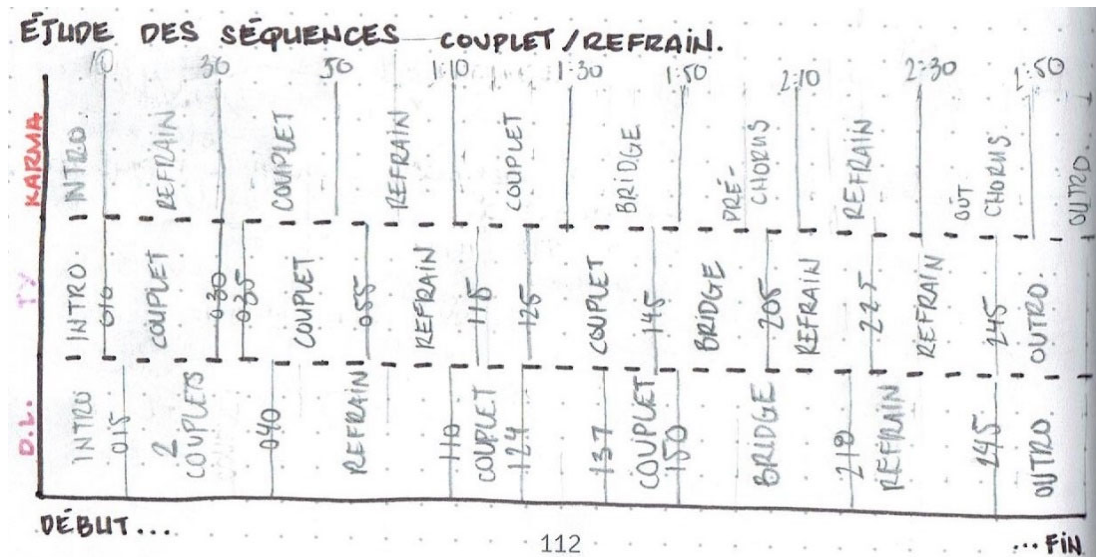 ÉTUDE DES SÉQUENCES COUPLET/REFRAIN.
10 30 50 1:10 1:30 1:50 2:10 2:30 2:50
KARMA INTRO REFRAIN COUPLET REFRAIN COUPLET BRIDGE PRÉ-CHORUS REFRAIN OUT CHORUS OUTRO.
TY INTRO. 010 COUPLET 030 035 COUPLET 055 REFRAIN 115 125 COUPLET 145 BRIDGE 205 REFRAIN 225 REFRAIN 245 OUTRO.
D.L. INTRO 015 2 COUPLETS 040 REFRAIN 110 COUPLET 124 137 COUPLET 150 BRIDGE 219 REFRAIN 245 OUTRO
DÉBUT... ...FIN
112